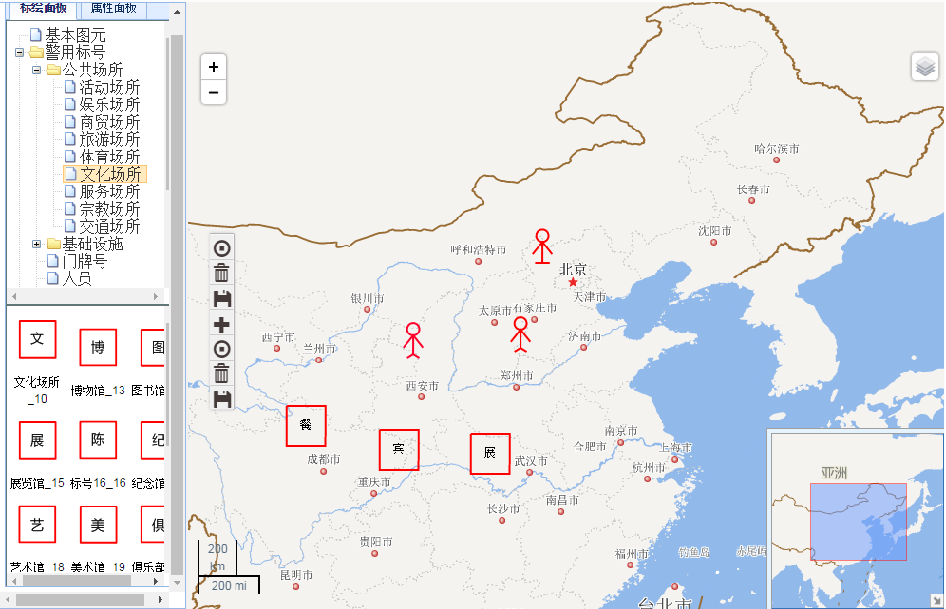 标绘面板 属性面板
基本图元
警用标号
公共场所
活动场所
娱乐场所
商贸场所
旅游场所
体育场所
文化场所
服务场所
宗教场所
交通场所
基础设施
门牌号
人员
文 博 图
文化场所_10 博物馆_13 图书馆
展 陈 纪
展览馆_15 标号16_16 纪念馆
艺 美 俱
艺术馆_18 美术馆_19 俱乐部
+
−
哈尔滨市
长春市
沈阳市
呼和浩特市
北京
天津市
银川市
太原市
石家庄市
西宁市
兰州市
济南市
西安市
郑州市
餐
宾
展
成都市
南京市
合肥市
上海市
武汉市
杭州市
重庆市
南昌市
长沙市
贵阳市
福州市
钓鱼岛
赤尾屿
昆明市
台北市
200 km
200 mi
亚洲